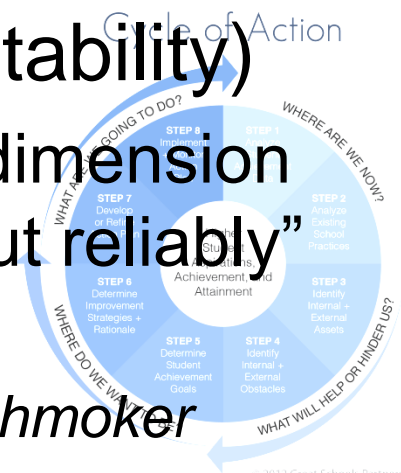 Cycle of Action
tability)
dimension
ut reliably”
hmoker
WHERE ARE WE NOW?
WHAT WILL HELP OR HINDER US?
WHERE DO WE WANT TO BE?
WHAT ARE WE GOING TO DO?
STEP 8
Implement
STEP 1
STEP 2
Analyze
Existing
School
Practices
STEP 3
Identify
Internal +
External
Assets
STEP 4
Identify
Internal +
External
Obstacles
STEP 5
Determine
Student
Achievement
Goals
STEP 6
Determine
Improvement
Strategies +
Rationale
STEP 7
Develop
Student
Aspirations,
Achievement, and
Attainment